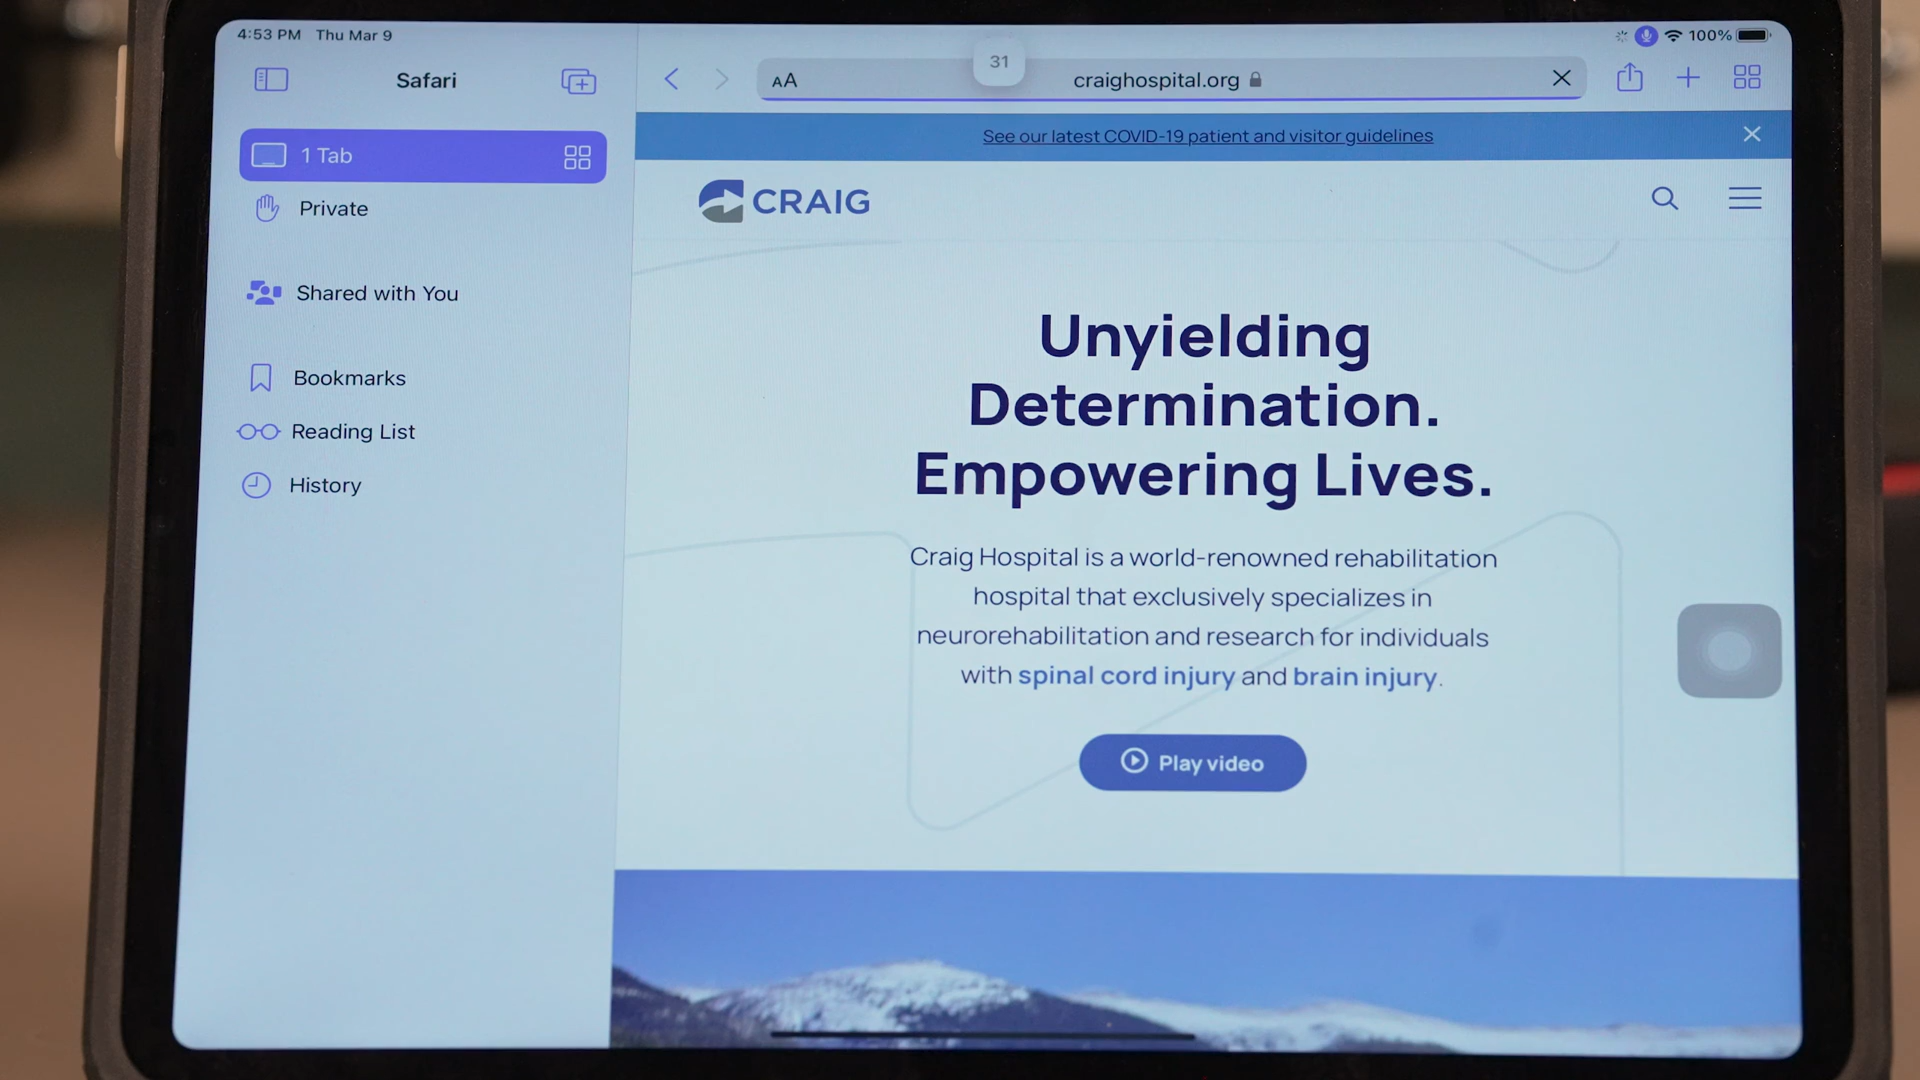 4:53 PM Thu Mar 9
100%
Safari
31
AA
craighospital.org
1 Tab
Private
Shared with You
Bookmarks
Reading List
History
See our latest COVID-19 patient and visitor guidelines
CRAIG
Unyielding
Determination.
Empowering Lives.
Craig Hospital is a world-renowned rehabilitation
hospital that exclusively specializes in
neurorehabilitation and research for individuals
with spinal cord injury and brain injury.
Play video